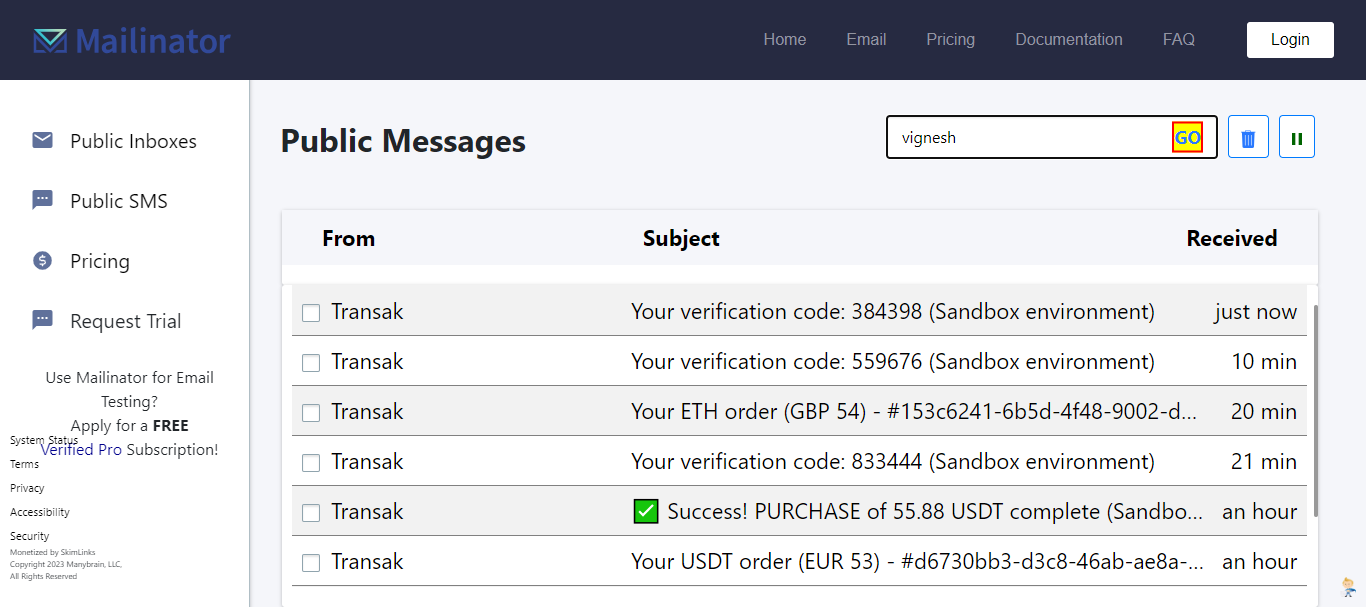 Mailinator
Home Email Pricing Documentation FAQ Login
Public Inboxes
Public SMS
Pricing
Request Trial
Use Mailinator for Email
Testing?
Apply for a FREE
Verified Pro Subscription!
System Status
Terms
Privacy
Accessibility
Security
Monetized by SkimLinks
Copyright 2023 Manybrain, LLC,
All Rights Reserved
Public Messages
vignesh GO
From Subject Received
Transak Your verification code: 384398 (Sandbox environment) just now
Transak Your verification code: 559676 (Sandbox environment) 10 min
Transak Your ETH order (GBP 54) - #153c6241-6b5d-4f48-9002-d... 20 min
Transak Your verification code: 833444 (Sandbox environment) 21 min
Transak ✅ Success! PURCHASE of 55.88 USDT complete (Sandbo... an hour
Transak Your USDT order (EUR 53) - #d6730bb3-d3c8-46ab-ae8a-... an hour